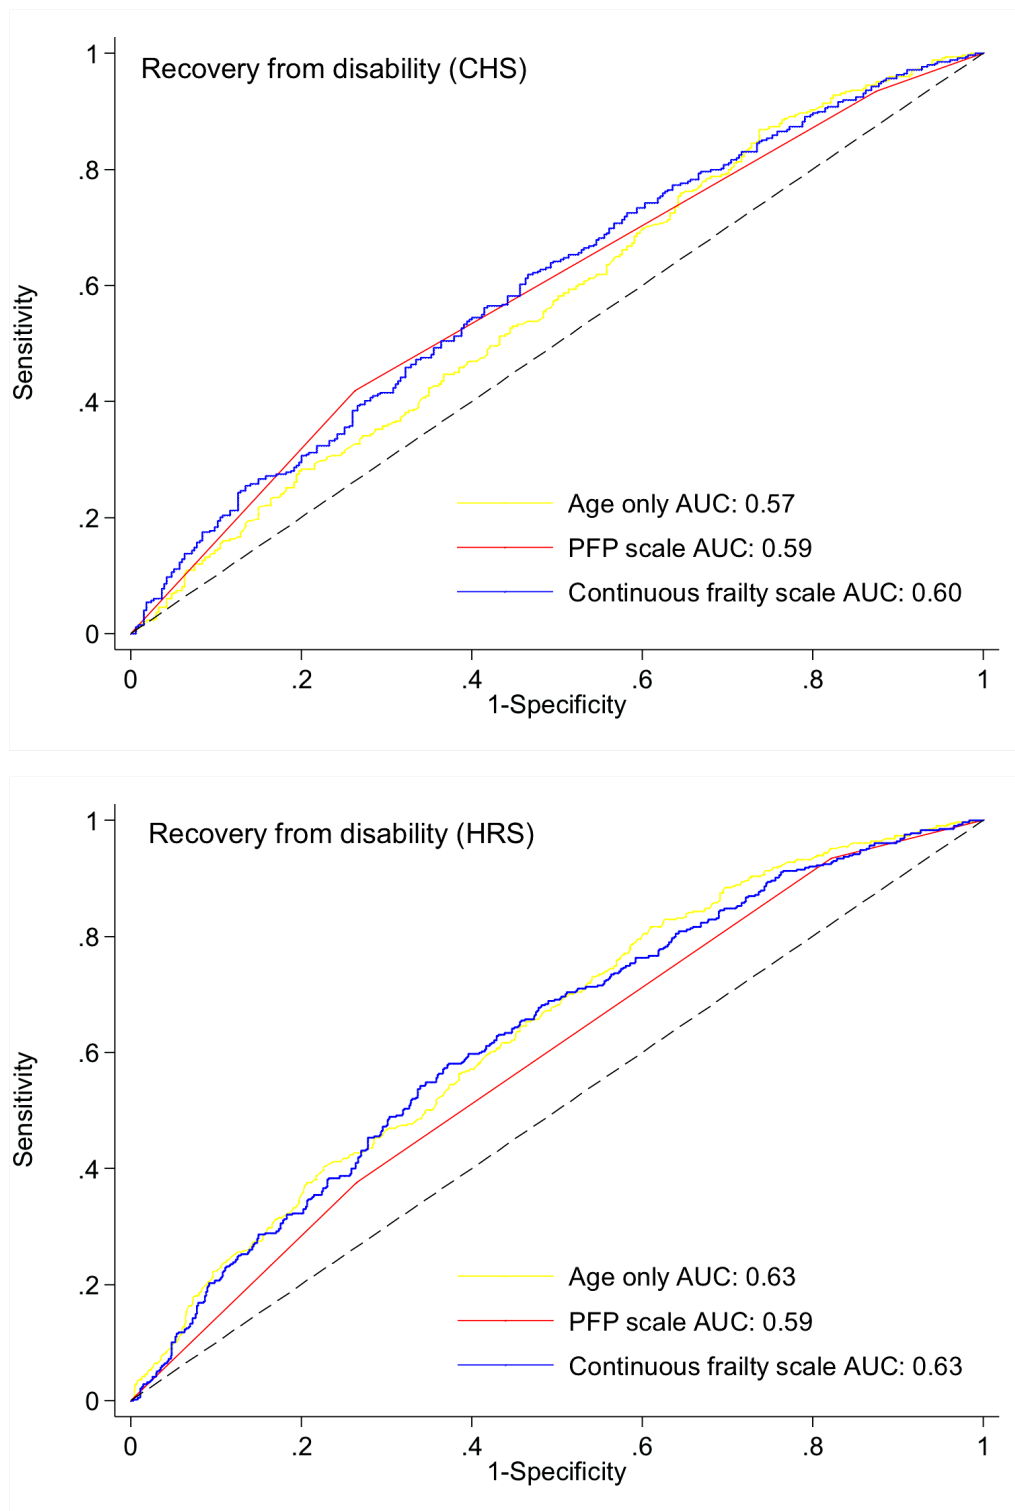 Recovery from disability (CHS)
1
.8
.6
.4
.2
0
Sensitivity
Age only AUC: 0.57
PFP scale AUC: 0.59
Continuous frailty scale AUC: 0.60
0 .2 .4 .6 .8 1
1-Specificity
Recovery from disability (HRS)
1
.8
.6
.4
.2
0
Sensitivity
Age only AUC: 0.63
PFP scale AUC: 0.59
Continuous frailty scale AUC: 0.63
0 .2 .4 .6 .8 1
1-Specificity